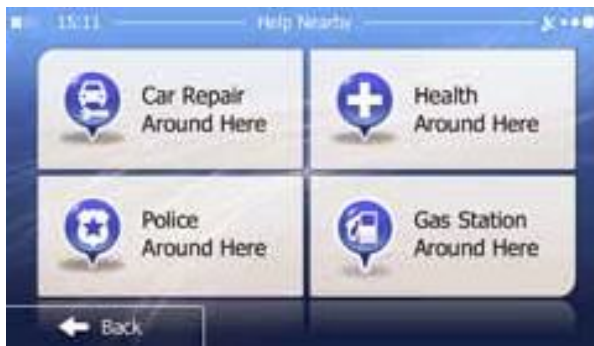 15:11
Help Nearby
Car Repair
Around Here
Health
Around Here
Police
Around Here
Gas Station
Around Here
Back